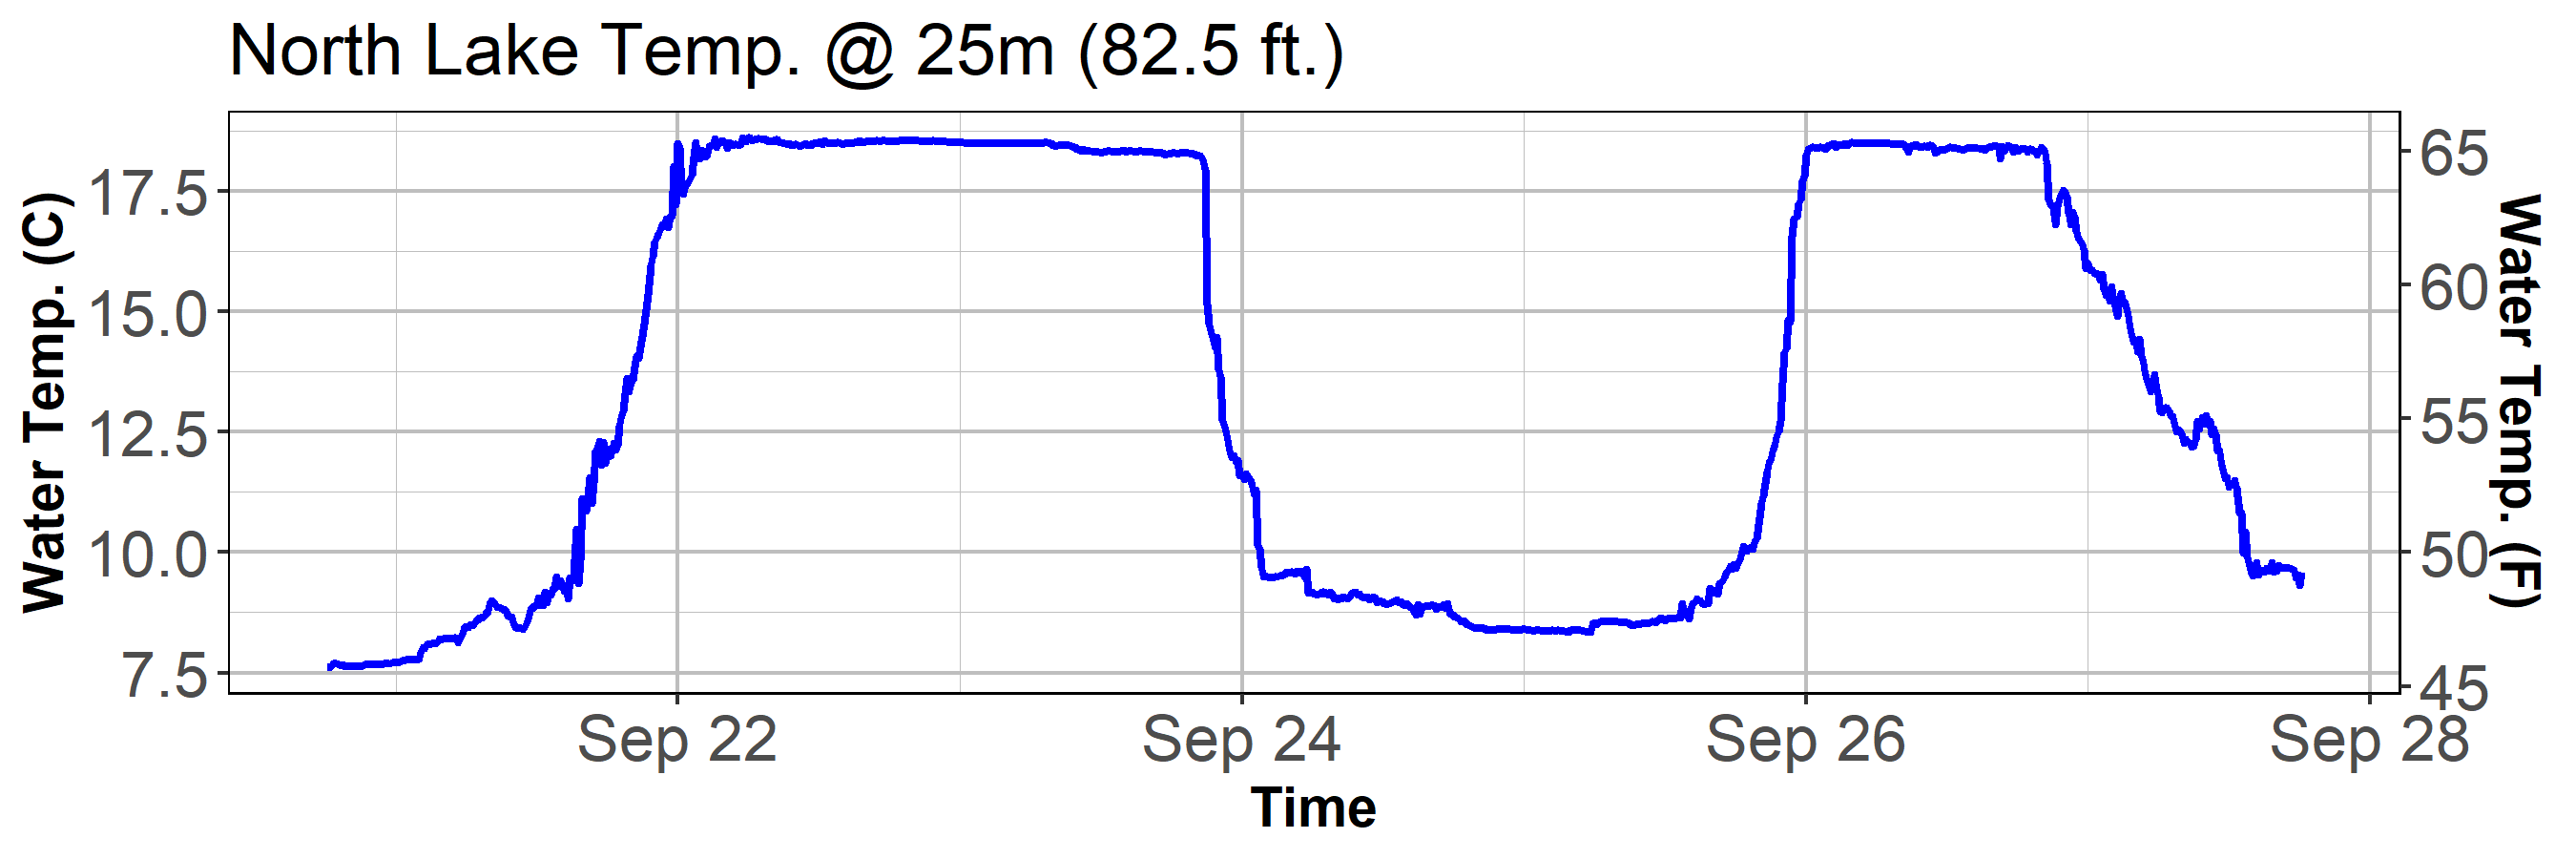 North Lake Temp. @ 25m (82.5 ft.)
Water Temp. (C)
17.5
15.0
12.5
10.0
7.5
65
60
55
50
45
Water Temp. (F)
Sep 22
Sep 24
Sep 26
Sep 28
Time